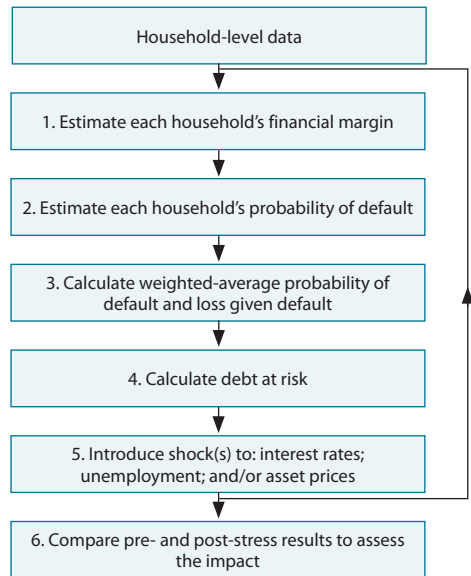 Household-level data
1. Estimate each household’s financial margin
2. Estimate each household’s probability of default
3. Calculate weighted-average probability of
default and loss given default
4. Calculate debt at risk
5. Introduce shock(s) to: interest rates;
unemployment; and/or asset prices
6. Compare pre- and post-stress results to assess
the impact